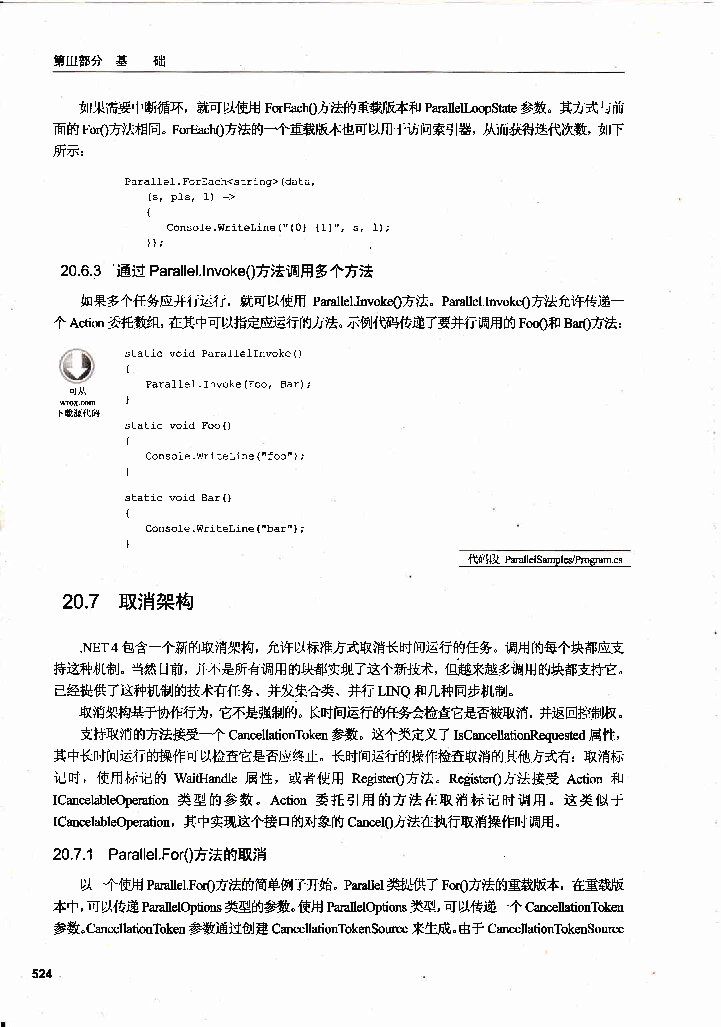 第III部分 基 础
如果需要中断循环，就可以使用 ForEach()方法的重载版本和 ParallelLoopState 参数。其方式与前
面的 For()方法相同。ForEach()方法的一个重载版本也可以用于访问索引器，从而获得迭代次数，如下
所示：
Parallel.ForEach<string>(data,
(s, pls, l) =>
{
Console.WriteLine("{0} {1}", s, l);
});
20.6.3 通过 Parallel.Invoke()方法调用多个方法
如果多个任务应并行运行，就可以使用 Parallel.Invoke()方法。Parallel.Invoke()方法允许传递一
个 Action 委托数组，在其中可以指定应运行的方法。示例代码传递了要并行调用的 Foo()和 Bar()方法：
static void ParallelInvoke()
{
Parallel.Invoke(Foo, Bar);
}
可从
wrox.com
下载源代码
static void Foo()
{
Console.WriteLine("foo");
}
static void Bar()
{
Console.WriteLine("bar");
}
代码段 ParallelSamples/Program.cs
20.7 取消架构
.NET 4 包含一个新的取消架构，允许以标准方式取消长时间运行的任务。调用的每个块都应支
持这种机制。当然目前，并不是所有调用的块都实现了这个新技术，但越来越多调用的块都支持它。
已经提供了这种机制的技术有任务、并发集合类、并行 LINQ 和几种同步机制。
取消架构基于协作行为，它不是强制的。长时间运行的任务会检查它是否被取消，并返回控制权。
支持取消的方法接受一个 CancellationToken 参数。这个类定义了 IsCancellationRequested 属性，
其中长时间运行的操作可以检查它是否应终止。长时间运行的操作检查取消的其他方式有：取消标
记时，使用标记的 WaitHandle 属性，或者使用 Register()方法。Register()方法接受 Action 和
ICancelableOperation 类型的参数。Action 委托引用的方法在取消标记时调用。这类似于
ICancelableOperation，其中实现这个接口的对象的 Cancel()方法在执行取消操作时调用。
20.7.1 Parallel.For()方法的取消
以一个使用 Parallel.For()方法的简单例子开始。Parallel 类提供了 For()方法的重载版本，在重载版
本中，可以传递 ParallelOptions 类型的参数。使用 ParallelOptions 类型，可以传递一个 CancellationToken
参数。CancellationToken 参数通过创建 CancellationTokenSource 来生成。由于 CancellationTokenSource
524